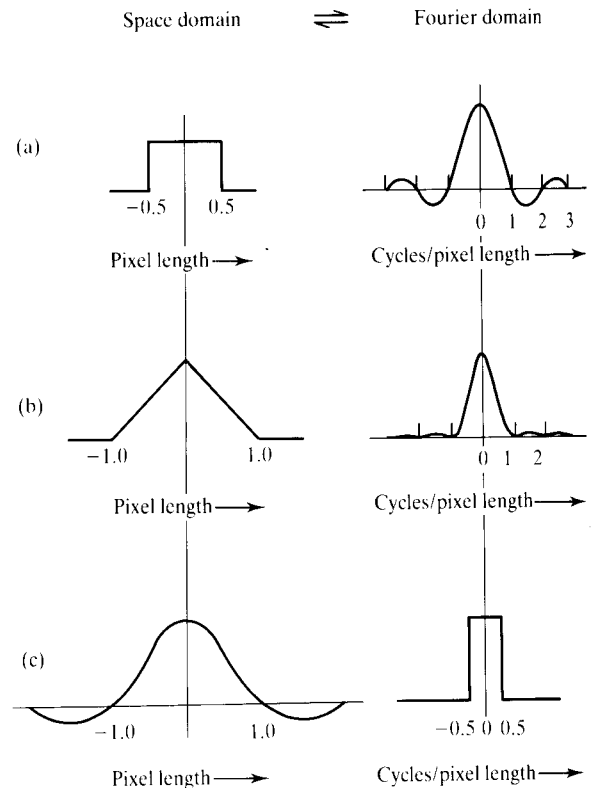 Space domain ⇌ Fourier domain
(a)
−0.5 0.5
0 1 2 3
Pixel length
Cycles/pixel length
(b)
−1.0 1.0
0 1 2
Pixel length
Cycles/pixel length
(c)
−1.0 1.0
−0.5 0 0.5
Pixel length
Cycles/pixel length